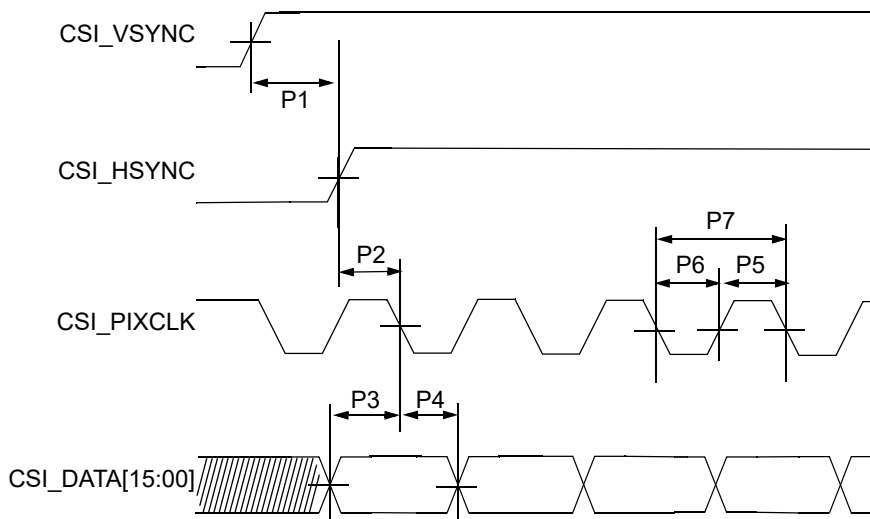 CSI_VSYNC
P1
CSI_HSYNC
P7
P2
P6
P5
CSI_PIXCLK
P3
P4
CSI_DATA[15:00]